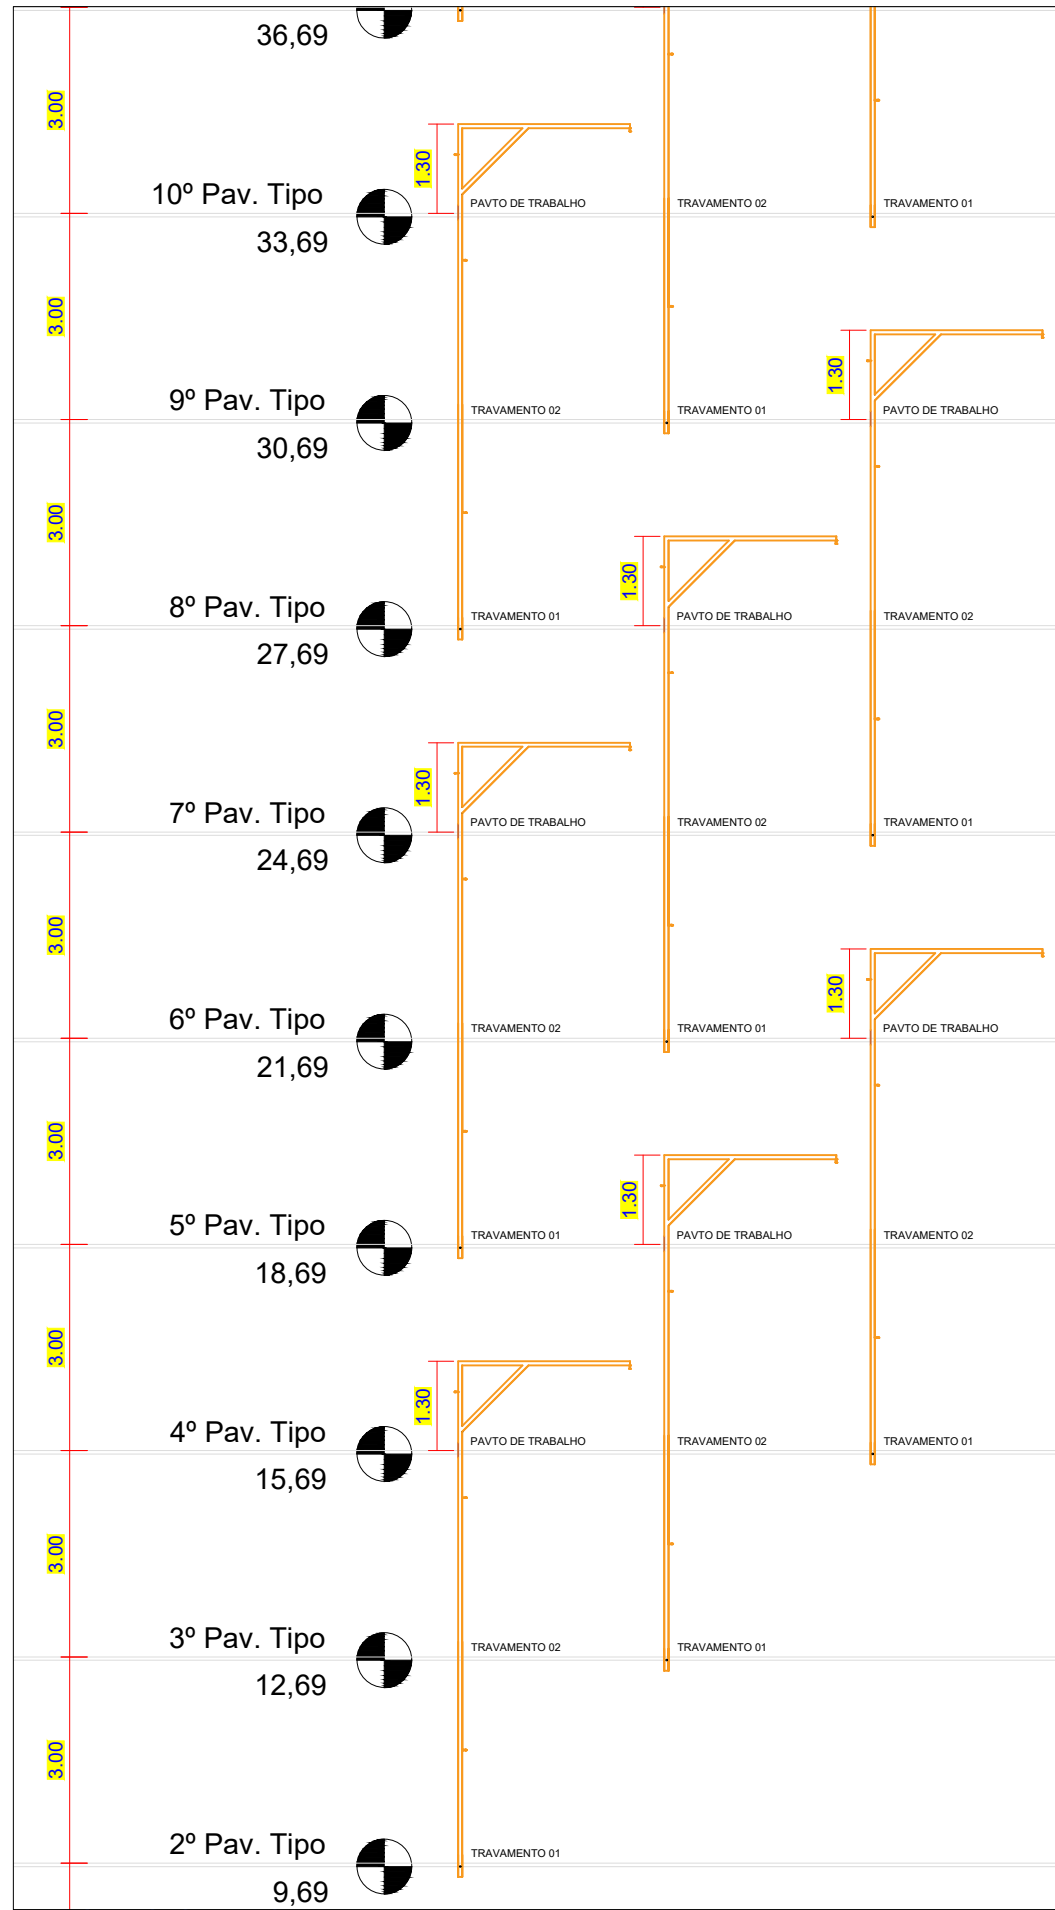 36,69
3.00
1.30
10º Pav. Tipo
PAVTO DE TRABALHO
TRAVAMENTO 02
TRAVAMENTO 01
33,69
3.00
1.30
9º Pav. Tipo
TRAVAMENTO 02
TRAVAMENTO 01
PAVTO DE TRABALHO
30,69
3.00
1.30
8º Pav. Tipo
TRAVAMENTO 01
PAVTO DE TRABALHO
TRAVAMENTO 02
27,69
3.00
1.30
7º Pav. Tipo
PAVTO DE TRABALHO
TRAVAMENTO 02
TRAVAMENTO 01
24,69
3.00
1.30
6º Pav. Tipo
TRAVAMENTO 02
TRAVAMENTO 01
PAVTO DE TRABALHO
21,69
3.00
1.30
5º Pav. Tipo
TRAVAMENTO 01
PAVTO DE TRABALHO
TRAVAMENTO 02
18,69
3.00
1.30
4º Pav. Tipo
PAVTO DE TRABALHO
TRAVAMENTO 02
TRAVAMENTO 01
15,69
3.00
3º Pav. Tipo
TRAVAMENTO 02
TRAVAMENTO 01
12,69
3.00
2º Pav. Tipo
TRAVAMENTO 01
9,69